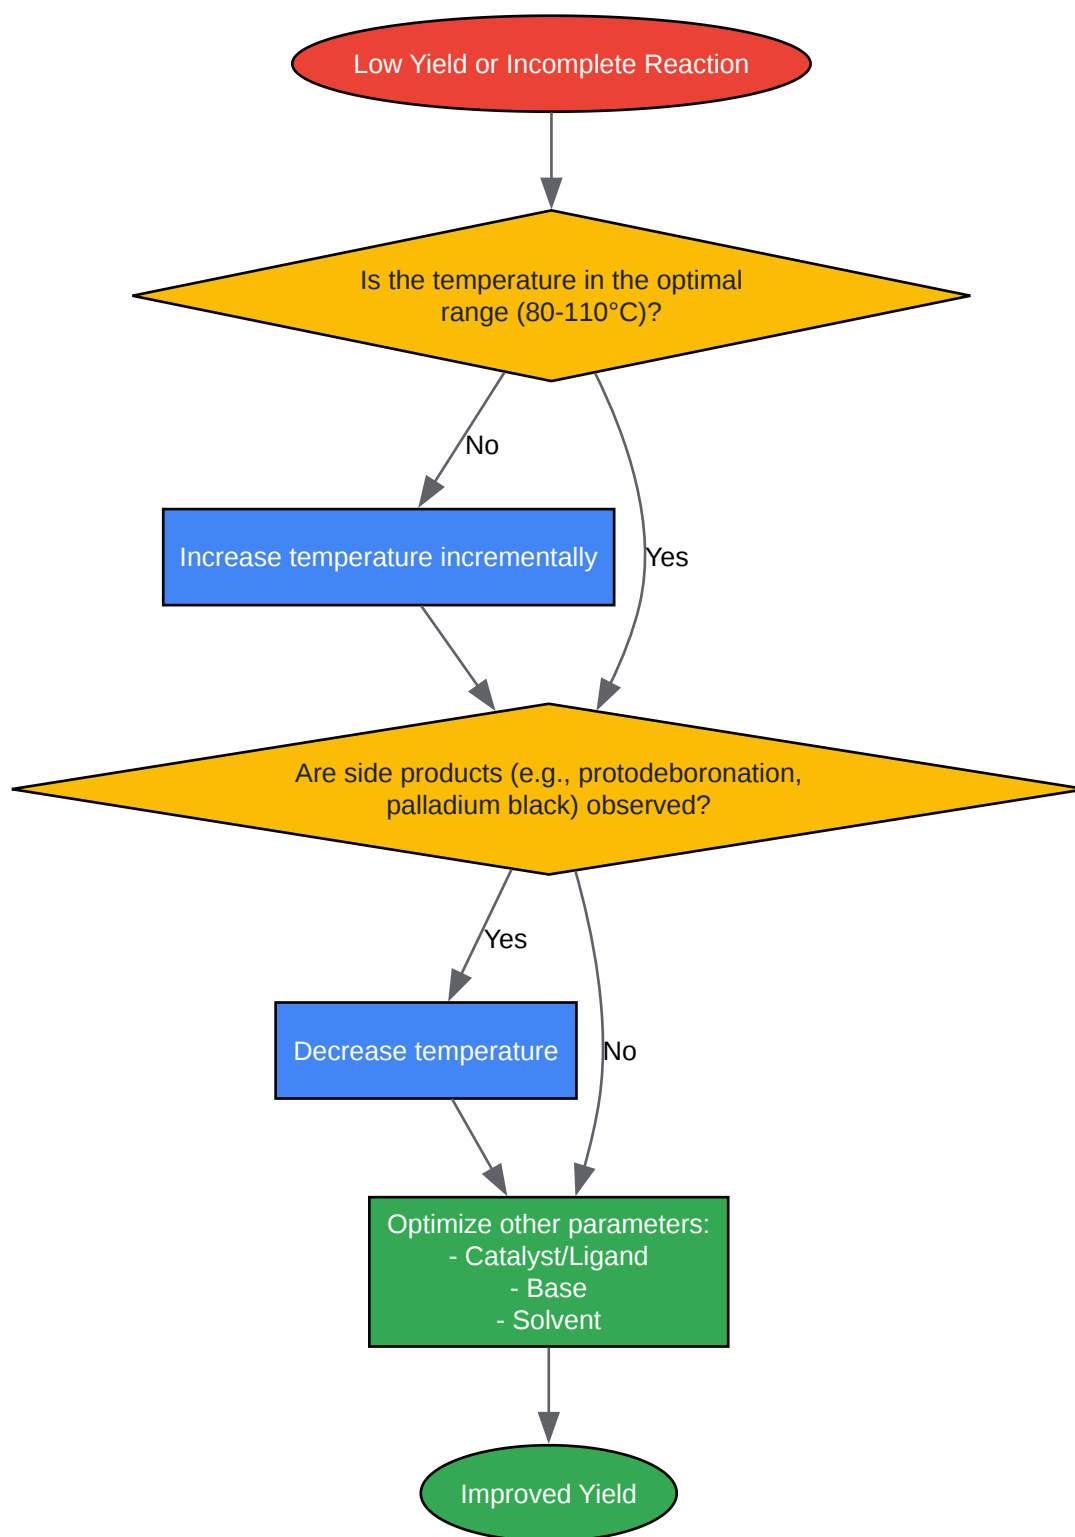 Low Yield or Incomplete Reaction
Is the temperature in the optimal
range (80-110°C)?
No
Increase temperature incrementally
Yes
Are side products (e.g., protodeboronation,
palladium black) observed?
Yes
Decrease temperature
No
Optimize other parameters:
- Catalyst/Ligand
- Base
- Solvent
Improved Yield